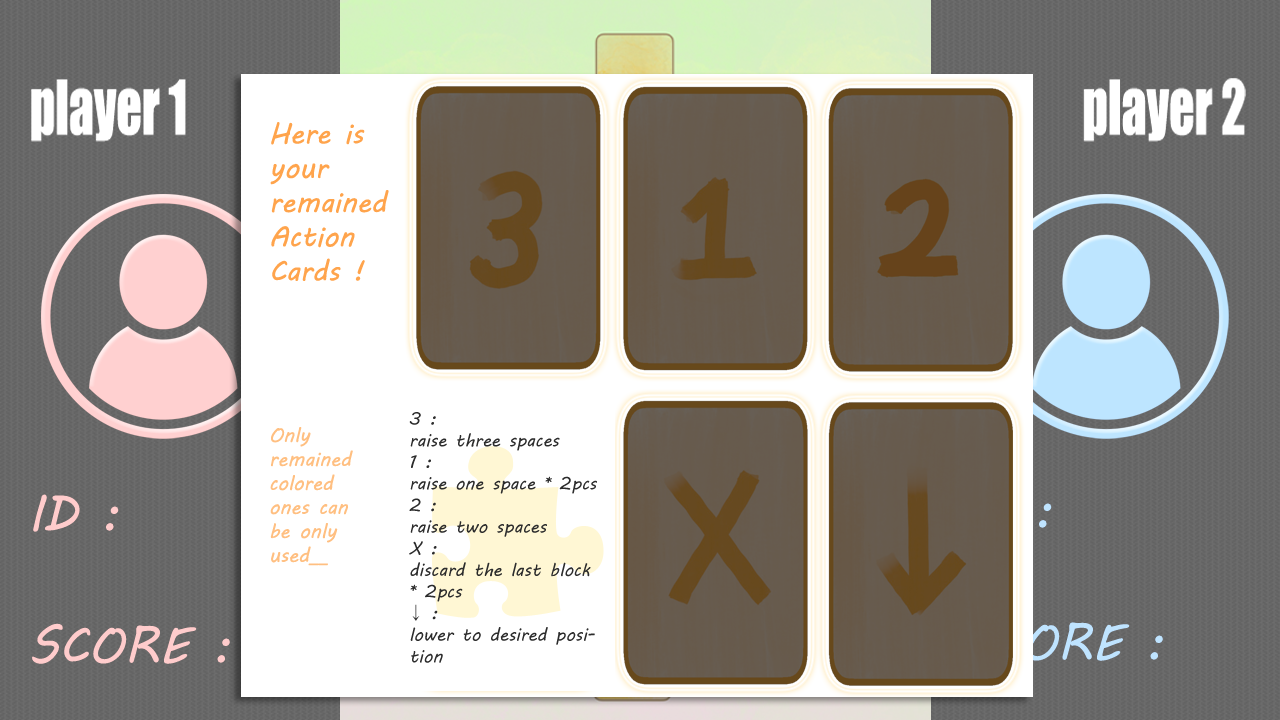 player 1
player 2
Here is
your
remained
Action
Cards !
3
1
2
Only
remained
colored
ones can
be only
used__
3 :
raise three spaces
1 :
raise one space * 2pcs
2 :
raise two spaces
X :
discard the last block
* 2pcs
↓ :
lower to desired posi-
tion
X
↓
ID :
:
SCORE :
ORE :